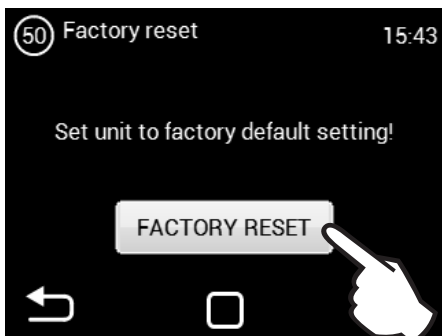 50 Factory reset 15:43
Set unit to factory default setting!
FACTORY RESET